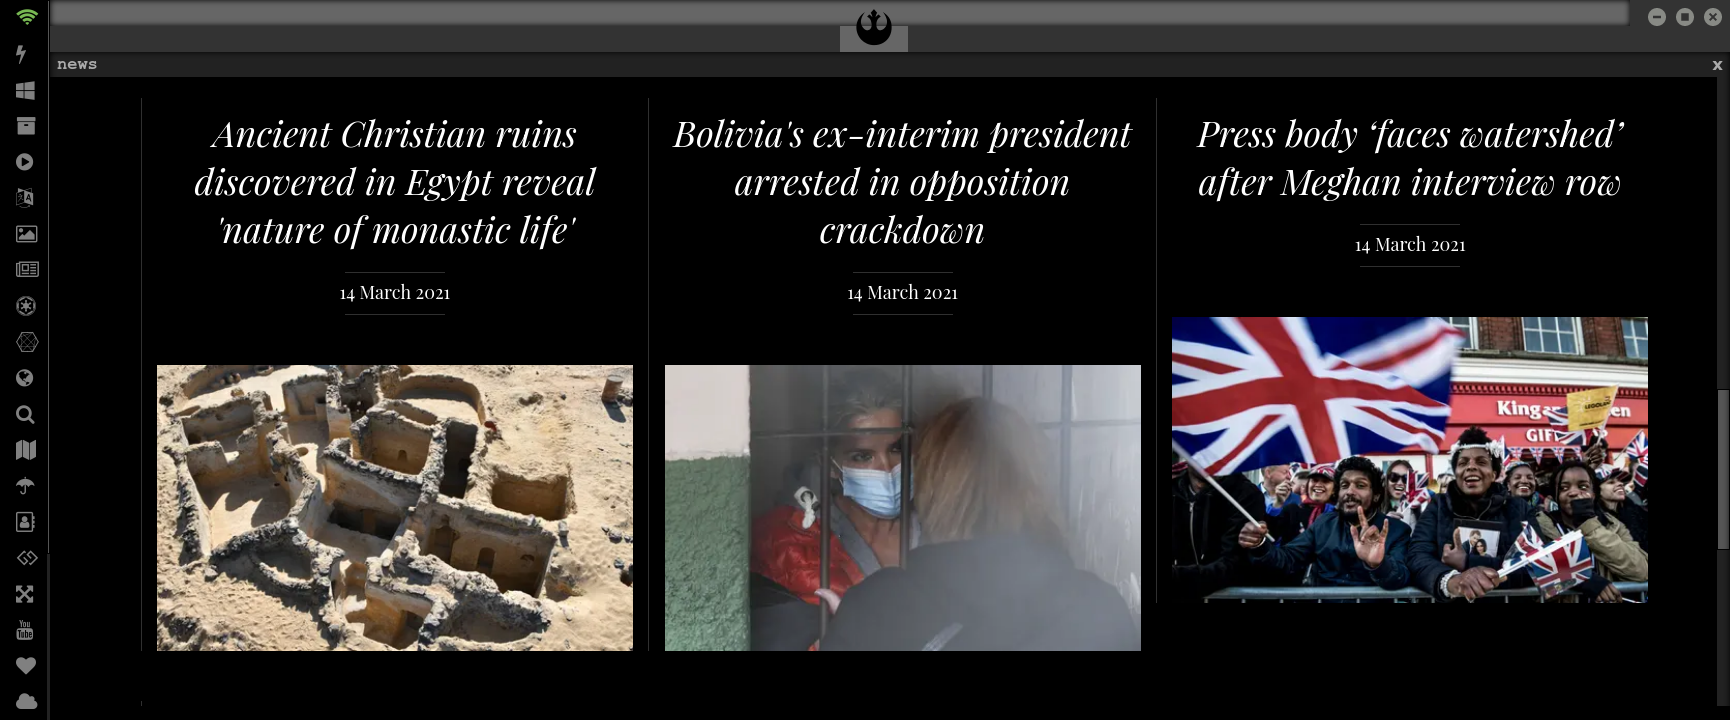 news
x
Ancient Christian ruins
discovered in Egypt reveal
'nature of monastic life'
14 March 2021
Bolivia's ex-interim president
arrested in opposition
crackdown
14 March 2021
Press body ‘faces watershed’
after Meghan interview row
14 March 2021
LEGOLAND
You
Tube